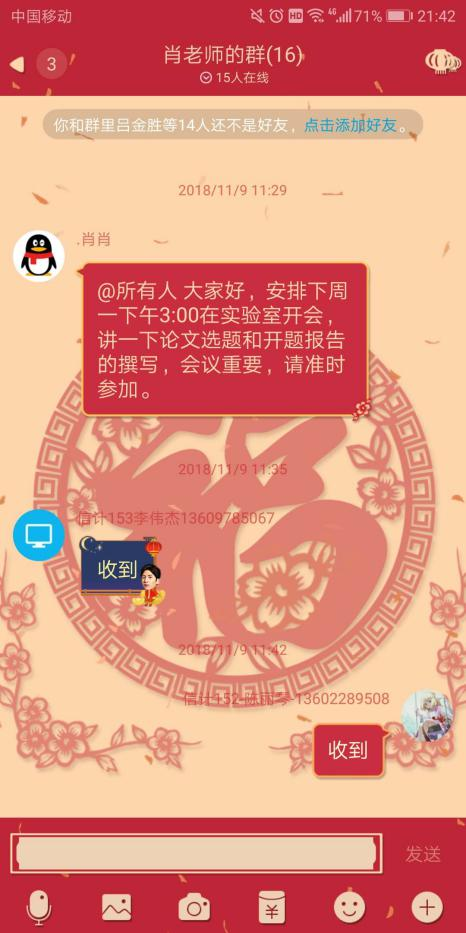 中国移动 HD 4G 71% 21:42
3 肖老师的群(16)
15人在线
你和群里吕金胜等14人还不是好友，点击添加好友。
2018/11/9 11:29
.肖肖
@所有人 大家好，安排下周
一下午3:00在实验室开会，
讲一下论文选题和开题报告
的撰写，会议重要，请准时
参加。
2018/11/9 11:35
信计153李伟杰13609785067
收到
2018/11/9 11:42
信计152-陈丽琴-13602289508
收到
福
发送